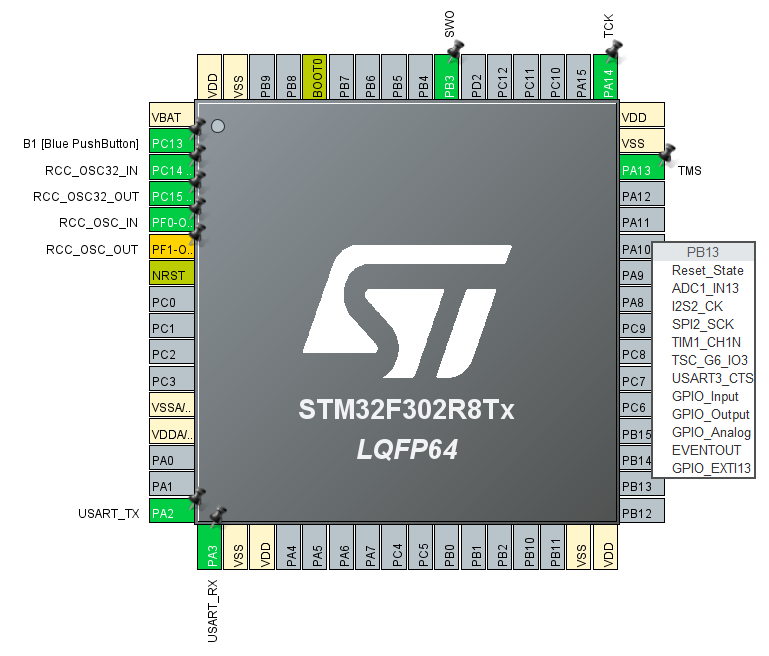 SWO
TCK
VDD
VSS
PB9
PB8
BOOT0
PB7
PB6
PB5
PB4
PB3
PD2
PC12
PC11
PC10
PA15
PA14
VBAT
VDD
B1 [Blue PushButton]
PC13
VSS
RCC_OSC32_IN
PC14 ..
PA13
TMS
RCC_OSC32_OUT
PC15 ..
PA12
RCC_OSC_IN
PF0-O..
PA11
RCC_OSC_OUT
PF1-O..
PA10
PB13
NRST
PA9
Reset_State
ADC1_IN13
PC0
PA8
I2S2_CK
PC1
PC9
SPI2_SCK
TIM1_CH1N
PC2
PC8
TSC_G6_IO3
PC3
PC7
USART3_CTS
GPIO_Input
VSSA/..
STM32F302R8Tx
PC6
GPIO_Output
VDDA/..
PB15
GPIO_Analog
LQFP64
EVENTOUT
PA0
PB14
GPIO_EXTI13
PA1
PB13
USART_TX
PA2
PB12
PA3
VSS
VDD
PA4
PA5
PA6
PA7
PC4
PC5
PB0
PB1
PB2
PB10
PB11
VSS
VDD
USART_RX